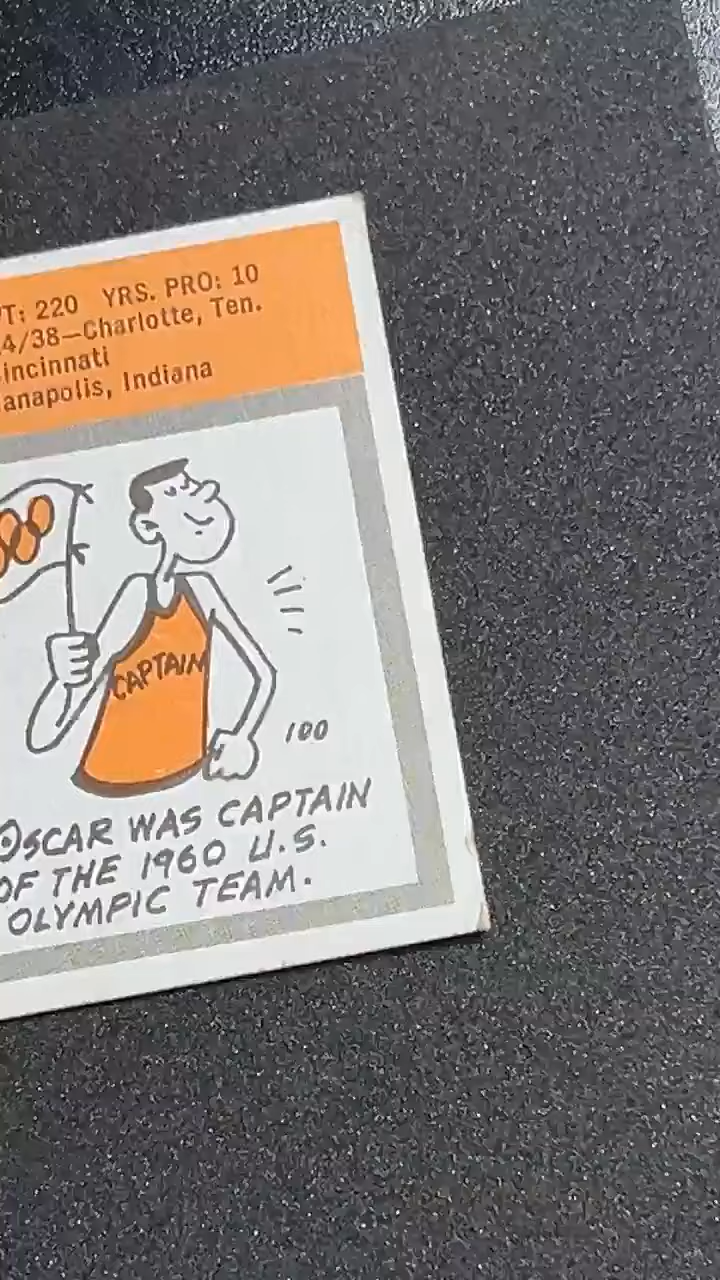 T: 220 YRS. PRO: 10
4/38—Charlotte, Ten.
incinnati
anapolis, Indiana
CAPTAIN
100
OSCAR WAS CAPTAIN
OF THE 1960 U.S.
OLYMPIC TEAM.